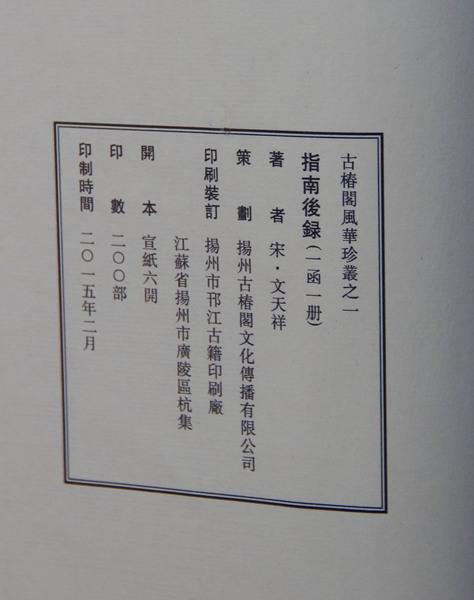 古椿閣風華珍叢之一
指南後録(一函一册)
著者 宋·文天祥
策劃 揚州古椿閣文化傳播有限公司
印刷裝訂 揚州市邗江古籍印刷廠
江蘇省揚州市廣陵區杭集
開本 宣紙六開
印數 二〇〇部
印制時間 二〇一五年二月